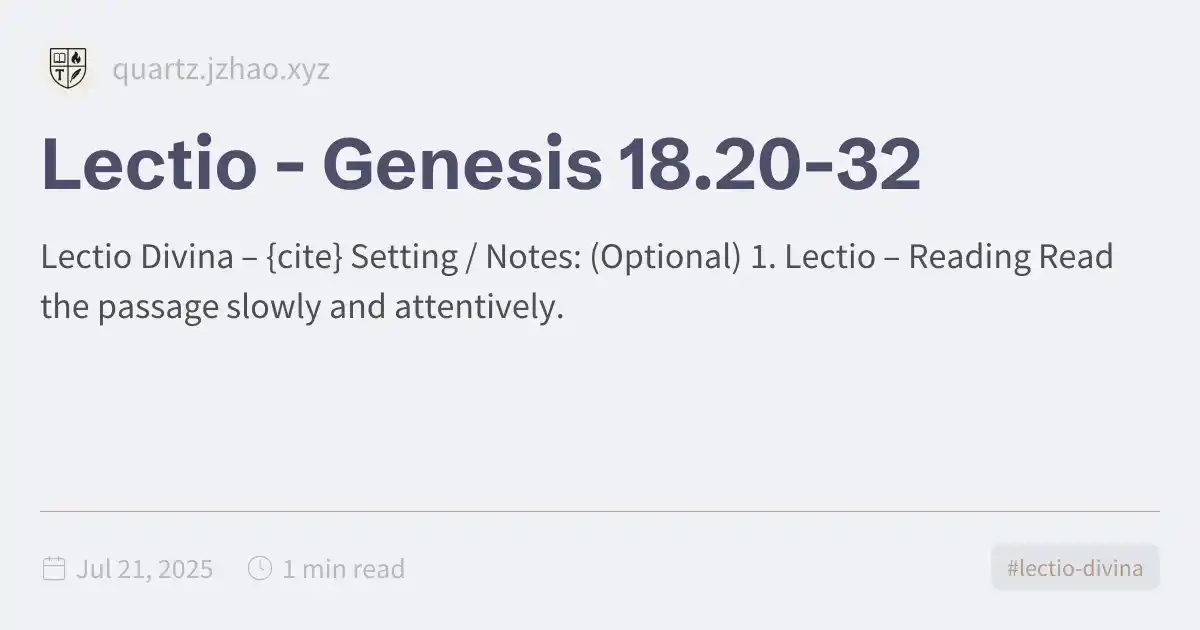 T
quartz.jzhao.xyz
Lectio - Genesis 18.20-32
Lectio Divina – {cite} Setting / Notes: (Optional) 1. Lectio – Reading Read
the passage slowly and attentively.
Jul 21, 2025 1 min read #lectio-divina